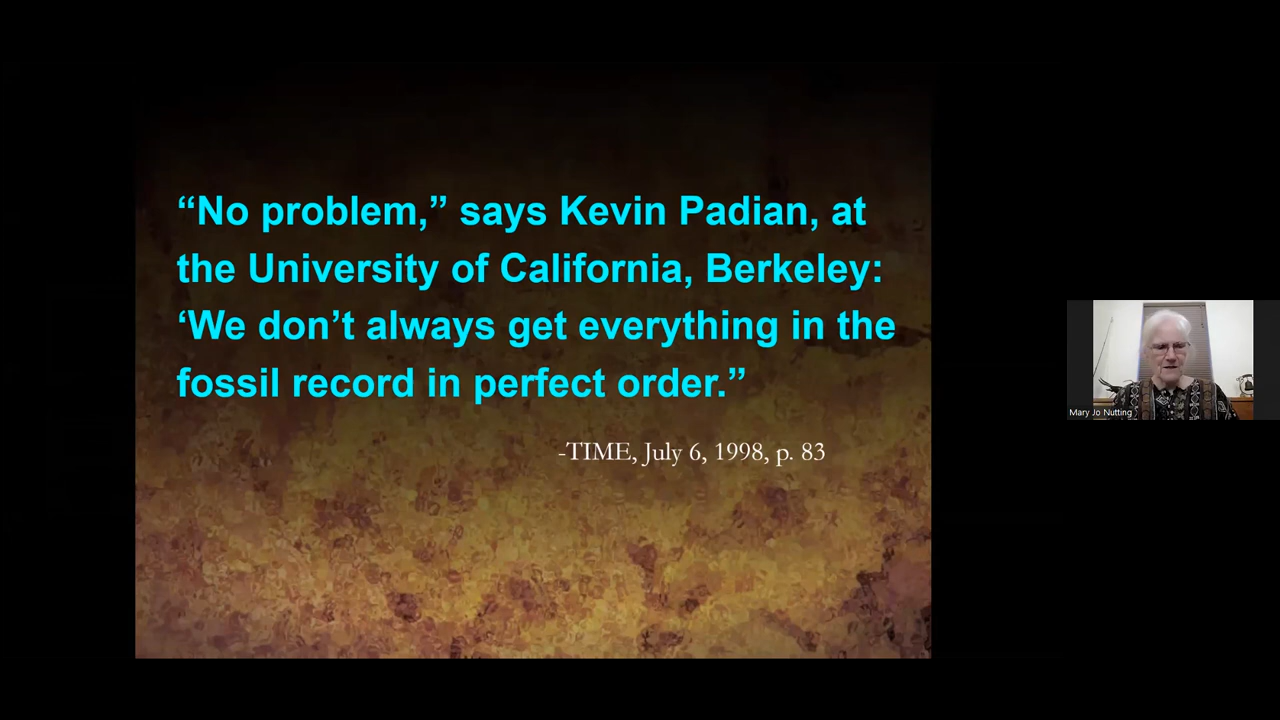 “No problem,” says Kevin Padian, at
the University of California, Berkeley:
‘We don’t always get everything in the
fossil record in perfect order.”
-TIME, July 6, 1998, p. 83
Mary Jo Nutting